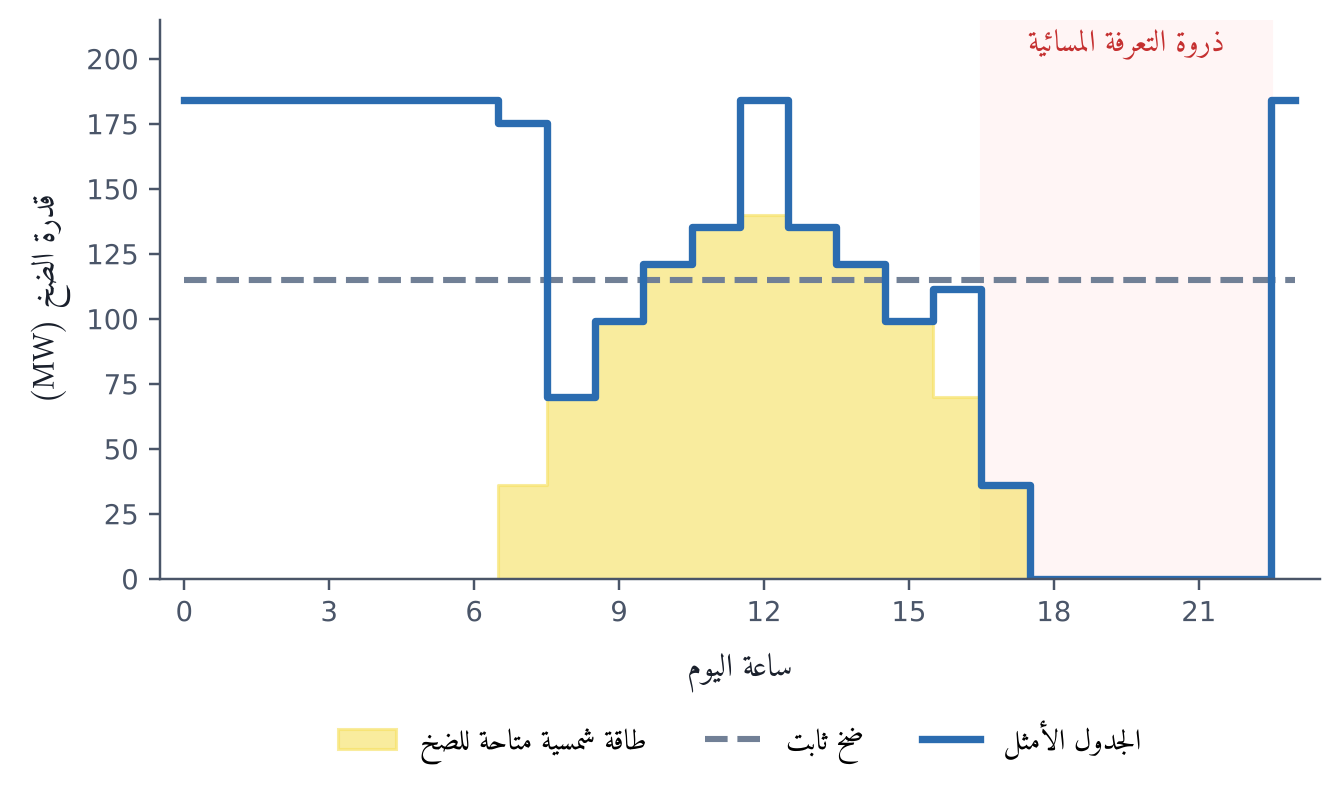 ذروة التعرفة المسائية
قدرة الضخ (MW)
200
175
150
125
100
75
50
25
0
0 3 6 9 12 15 18 21
ساعة اليوم
الجدول الأمثل ضخ ثابت طاقة شمسية متاحة للضخ